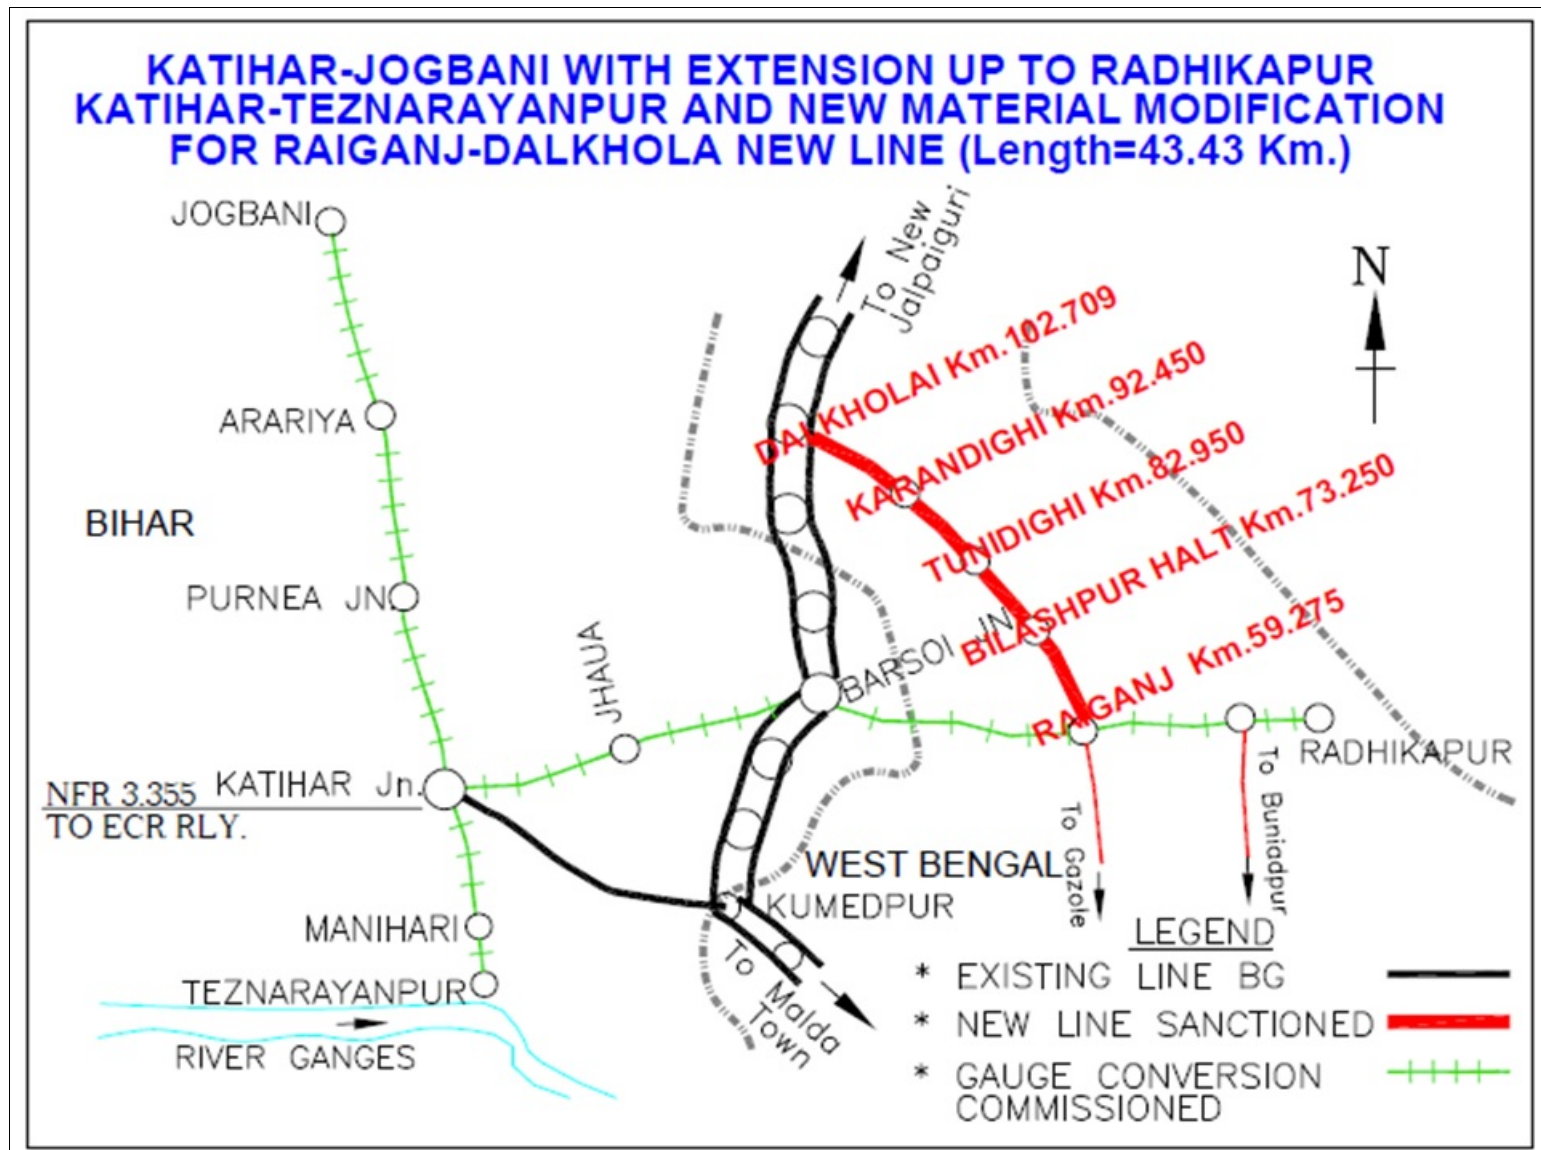 KATIHAR-JOGBANI WITH EXTENSION UP TO RADHIKAPUR
KATIHAR-TEZNARAYANPUR AND NEW MATERIAL MODIFICATION
FOR RAIGANJ-DALKHOLA NEW LINE (Length=43.43 Km.)
JOGBANI
To New
Jalpaiguri
N
DALKHOLAI Km.102.709
ARARIYA
KARANDIGHI Km.92.450
BIHAR
TUNIDIGHI Km.82.950
PURNEA JN.
BILASHPUR HALT Km.73.250
JHAUA
BARSOI JN
RAIGANJ Km.59.275
RADHIKAPUR
KATIHAR Jn.
NFR 3.355
TO ECR RLY.
To Gazole
To Buniadpur
WEST BENGAL
KUMEDPUR
MANIHARI
To Malda
Town
TEZNARAYANPUR
RIVER GANGES
LEGEND
* EXISTING LINE BG
* NEW LINE SANCTIONED
* GAUGE CONVERSION
COMMISSIONED